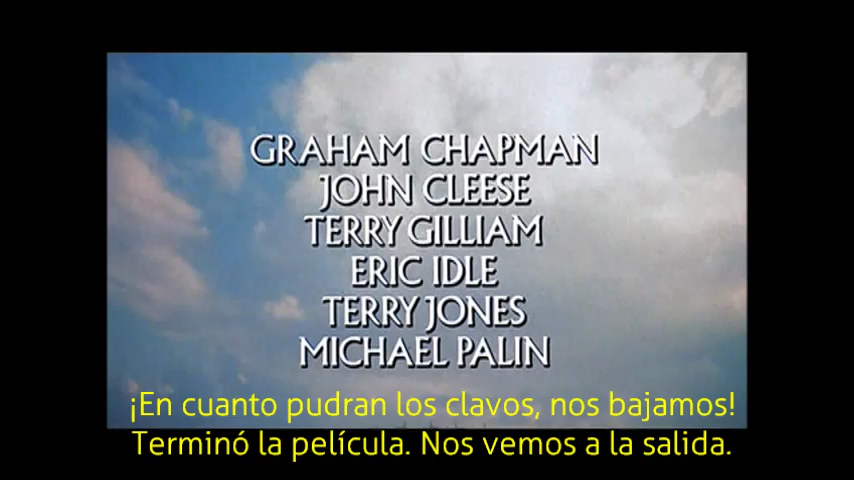 GRAHAM CHAPMAN
JOHN CLEESE
TERRY GILLIAM
ERIC IDLE
TERRY JONES
MICHAEL PALIN
¡En cuanto pudran los clavos, nos bajamos!
Terminó la película. Nos vemos a la salida.